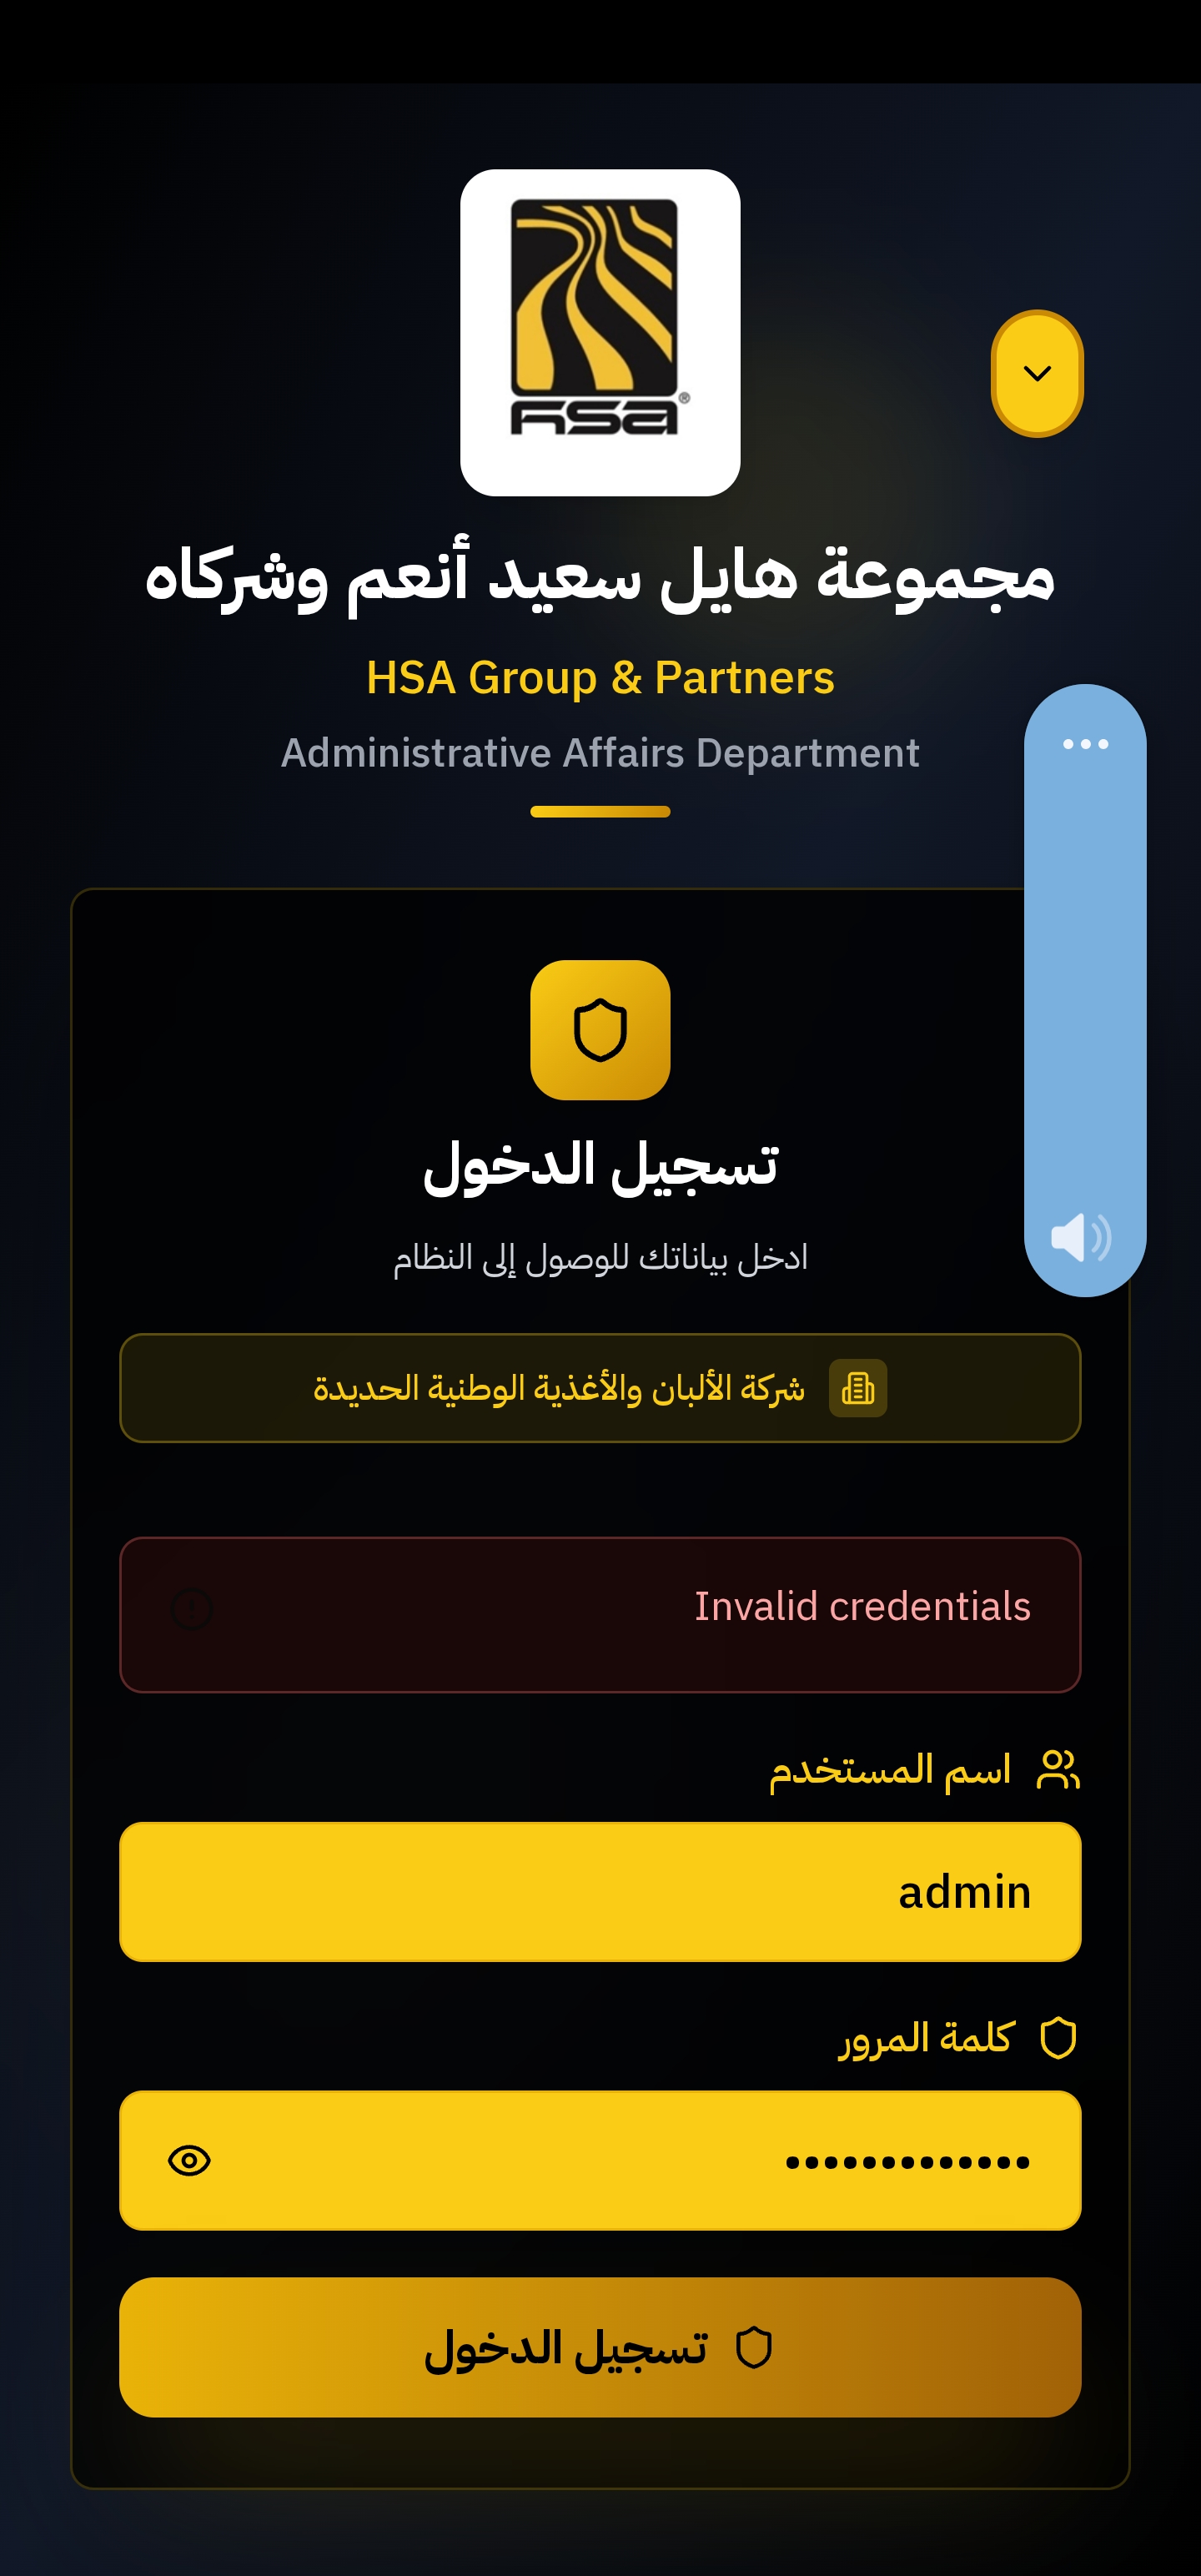 HSA®
مجموعة هايل سعيد أنعم وشركاه
HSA Group & Partners
Administrative Affairs Department
تسجيل الدخول
ادخل بياناتك للوصول إلى النظام
شركة الألبان والأغذية الوطنية الحديدة
Invalid credentials
اسم المستخدم
admin
كلمة المرور
•••••••••••••
تسجيل الدخول